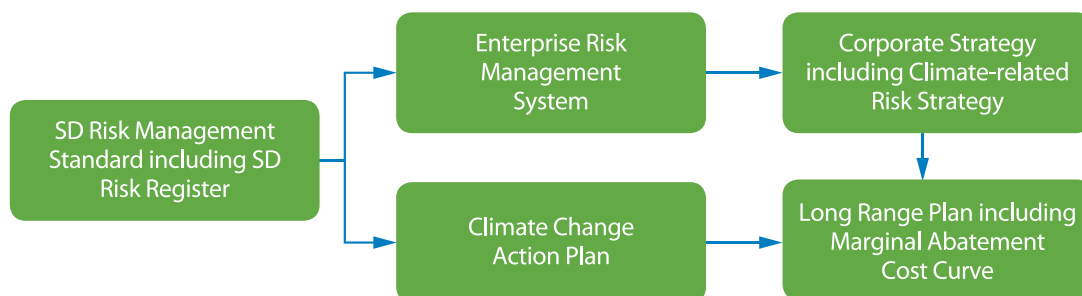 SD Risk Management
Standard including SD
Risk Register
Enterprise Risk
Management
System
Corporate Strategy
including Climate-related
Risk Strategy
Climate Change
Action Plan
Long Range Plan including
Marginal Abatement
Cost Curve